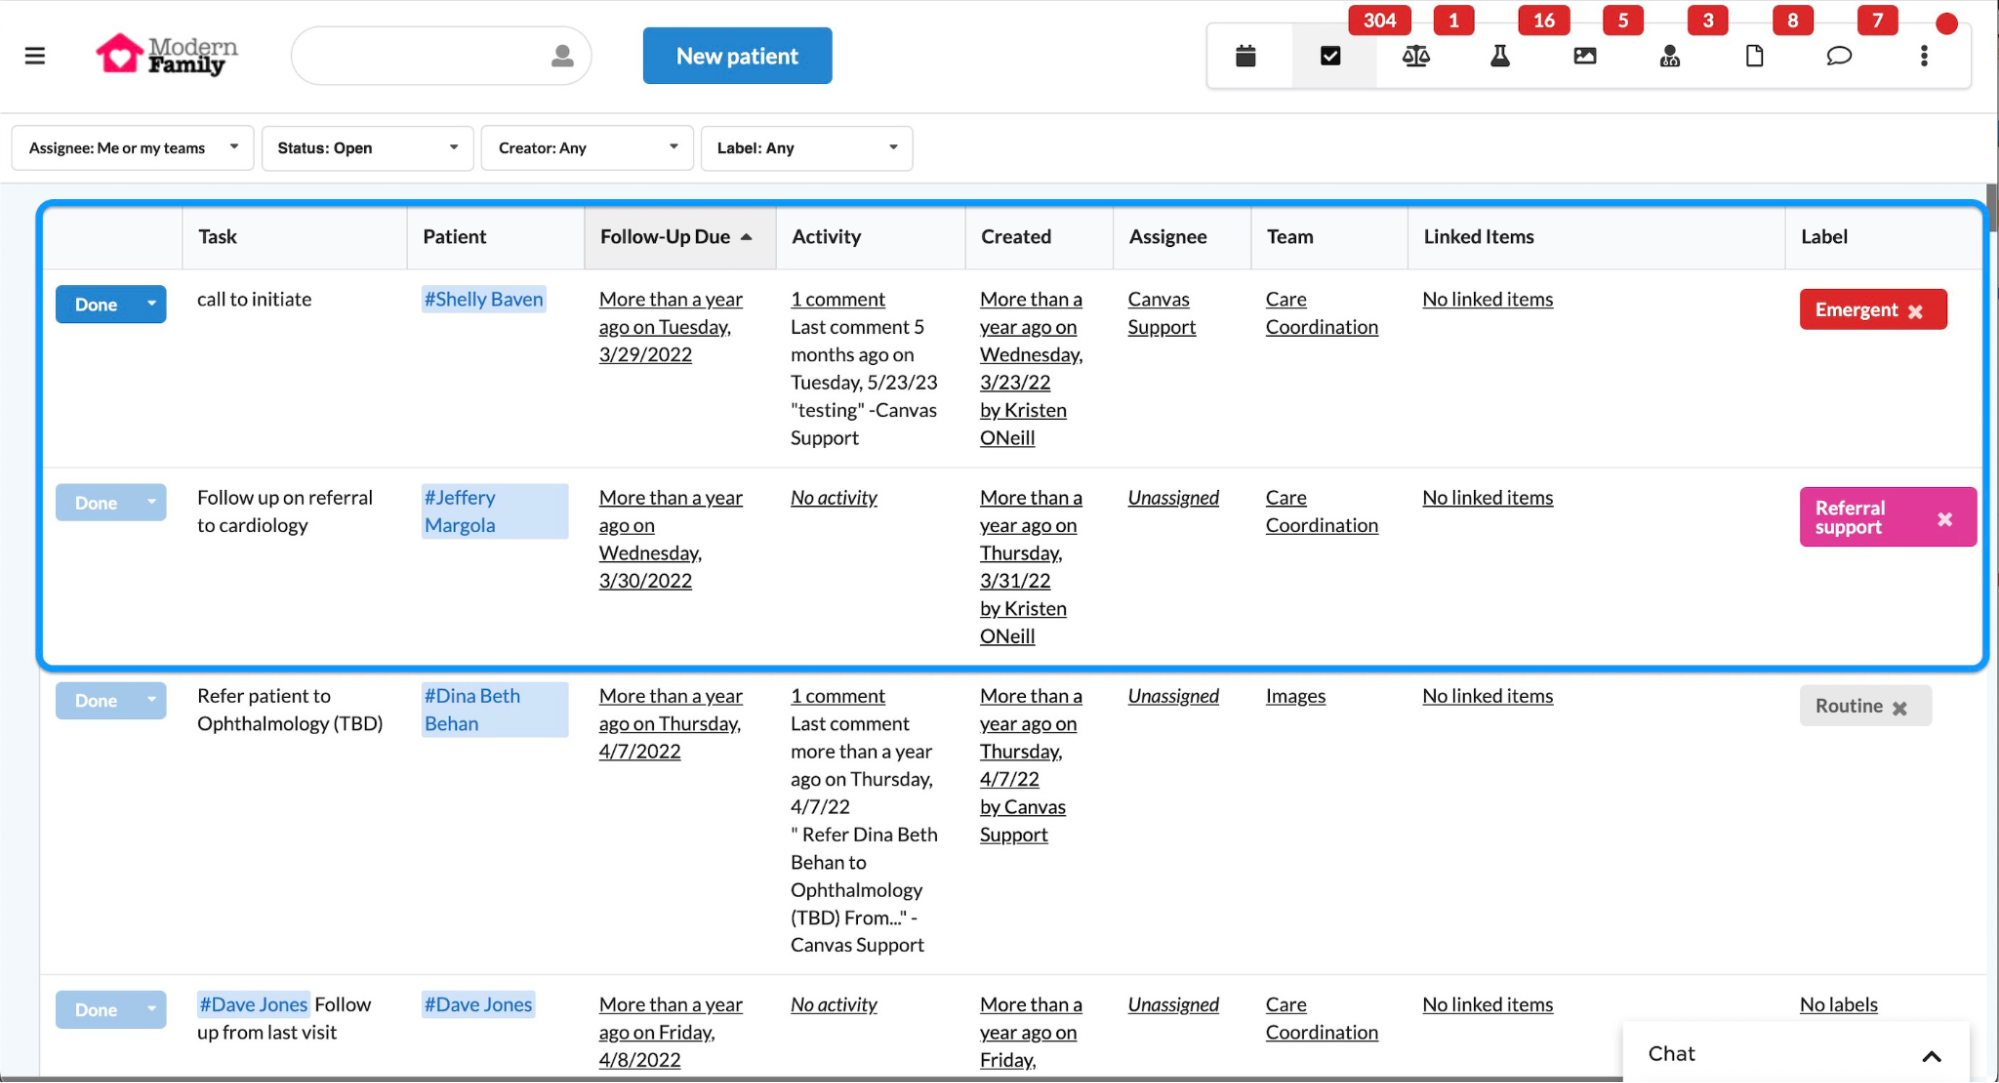 Modern
Family
New patient
304
1
16
5
3
8
7
Assignee: Me or my teams
Status: Open
Creator: Any
Label: Any
Task
Patient
Follow-Up Due
Activity
Created
Assignee
Team
Linked Items
Label
Done
call to initiate
#Shelly Baven
More than a year
ago on Tuesday,
3/29/2022
1 comment
Last comment 5
months ago on
Tuesday, 5/23/23
"testing" -Canvas
Support
More than a
year ago on
Wednesday,
3/23/22
by Kristen
ONeill
Canvas
Support
Care
Coordination
No linked items
Emergent
Done
Follow up on referral
to cardiology
#Jeffery
Margola
More than a year
ago on
Wednesday,
3/30/2022
No activity
More than a
year ago on
Thursday,
3/31/22
by Kristen
ONeill
Unassigned
Care
Coordination
No linked items
Referral
support
Done
Refer patient to
Ophthalmology (TBD)
#Dina Beth
Behan
More than a year
ago on Thursday,
4/7/2022
1 comment
Last comment
more than a year
ago on Thursday,
4/7/22
" Refer Dina Beth
Behan to
Ophthalmology
(TBD) From..." -
Canvas Support
More than a
year ago on
Thursday,
4/7/22
by Canvas
Support
Unassigned
Images
No linked items
Routine
Done
#Dave Jones Follow
up from last visit
#Dave Jones
More than a year
ago on Friday,
4/8/2022
No activity
More than a
year ago on
Friday,
Unassigned
Care
Coordination
No linked items
No labels
Chat